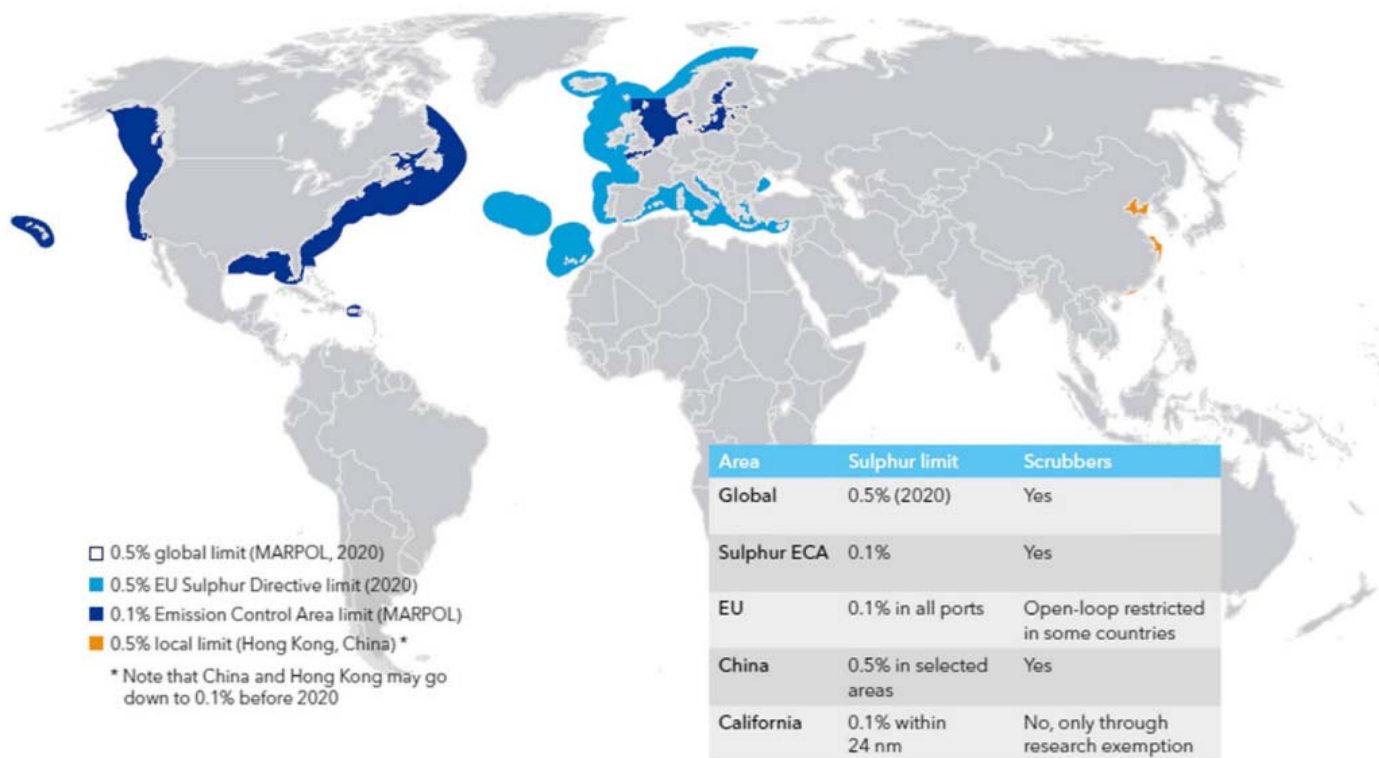 Area Sulphur limit Scrubbers
Global 0.5% (2020) Yes
Sulphur ECA 0.1% Yes
EU 0.1% in all ports Open-loop restricted
in some countries
China 0.5% in selected Yes
areas
California 0.1% within No, only through
24 nm research exemption
0.5% global limit (MARPOL, 2020)
0.5% EU Sulphur Directive limit (2020)
0.1% Emission Control Area limit (MARPOL)
0.5% local limit (Hong Kong, China) *
* Note that China and Hong Kong may go
down to 0.1% before 2020